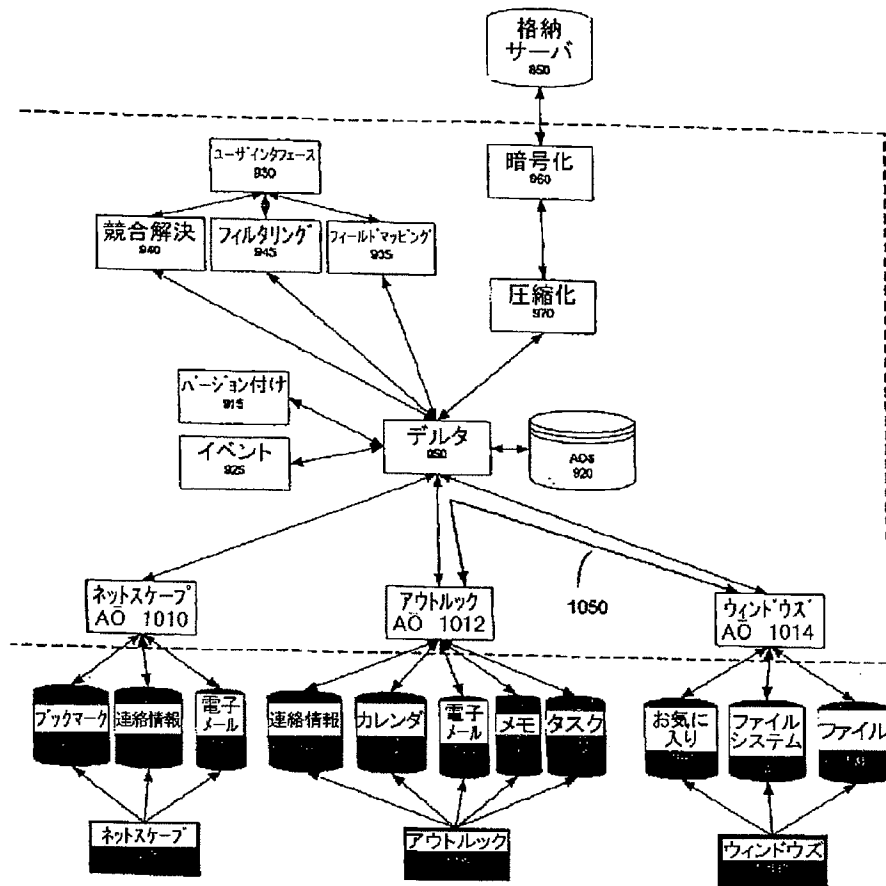 格納
サーバ
850
ユーザインタフェース
930
暗号化
960
競合解決
940
フィルタリング
945
フィールドマッピング
935
圧縮化
970
バージョン付け
915
イベント
925
デルタ
950
AOS
920
1050
ネットスケープ
AO 1010
アウトルック
AO 1012
ウィンドウズ
AO 1014
ブックマーク
連絡情報
電子
メール
連絡情報
カレンダ
電子
メール
メモ
タスク
お気に
入り
ファイル
システム
ファイル
ネットスケープ
アウトルック
ウィンドウズ